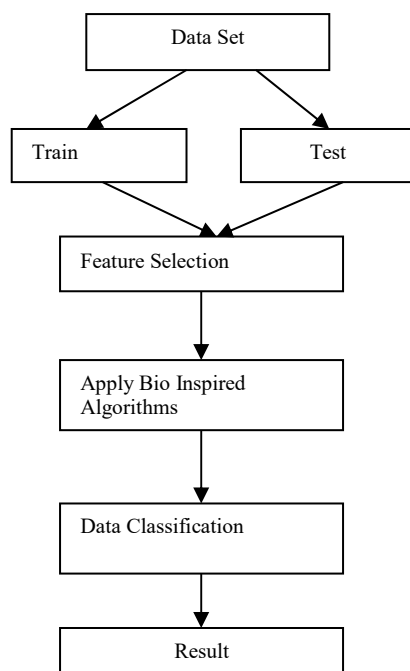 Data Set
Train
Test
Feature Selection
Apply Bio Inspired
Algorithms
Data Classification
Result